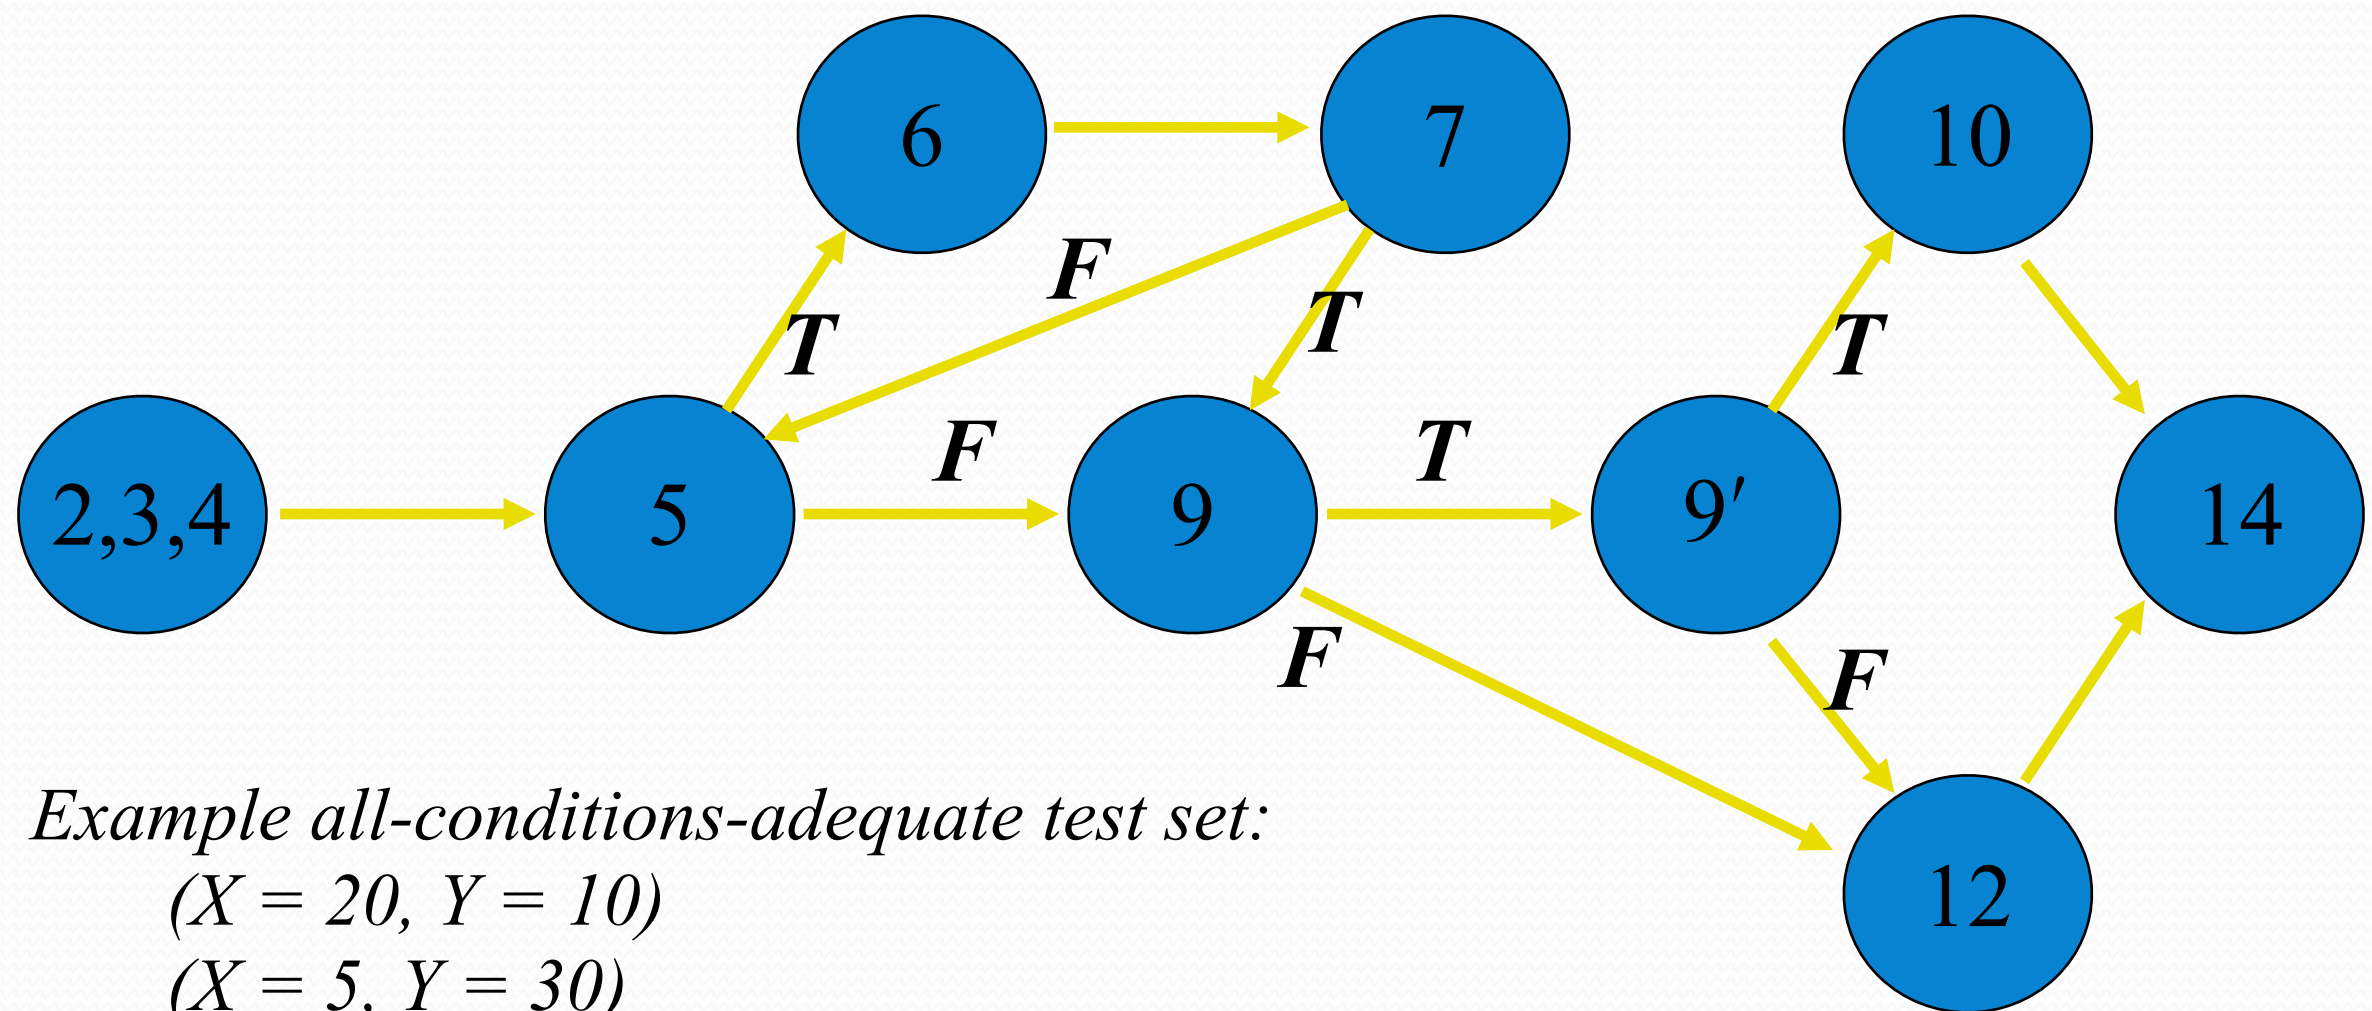 6
7
10
F
T
T
T
F
T
2,3,4
5
9
9′
14
F
F
Example all-conditions-adequate test set:
(X = 20, Y = 10)
12
(X = 5, Y = 30)